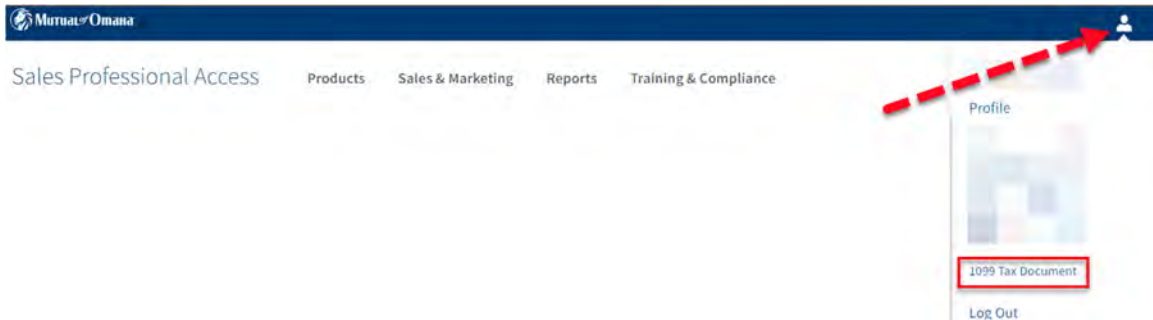 Mutual of Omaha
Sales Professional Access Products Sales & Marketing Reports Training & Compliance
Profile
1099 Tax Document
Log Out